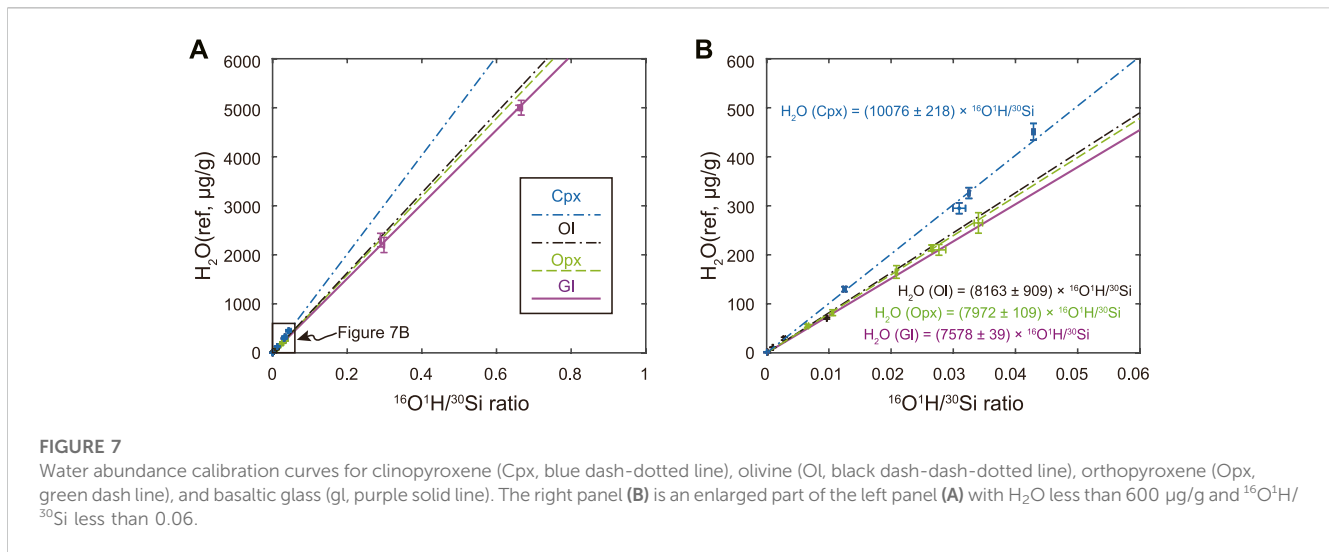 A
6000
5000
4000
3000
2000
1000
0
H₂O(ref, µg/g)
0
0.2
0.4
0.6
0.8
1
¹⁶O¹H/³⁰Si ratio
Cpx
Ol
Opx
Gl
Figure 7B
B
600
500
400
300
200
100
0
H₂O(ref, µg/g)
0
0.01
0.02
0.03
0.04
0.05
0.06
¹⁶O¹H/³⁰Si ratio
H₂O (Cpx) = (10076 ± 218) × ¹⁶O¹H/³⁰Si
H₂O (Ol) = (8163 ± 909) × ¹⁶O¹H/³⁰Si
H₂O (Opx) = (7972 ± 109) × ¹⁶O¹H/³⁰Si
H₂O (Gl) = (7578 ± 39) × ¹⁶O¹H/³⁰Si
FIGURE 7
Water abundance calibration curves for clinopyroxene (Cpx, blue dash-dotted line), olivine (Ol, black dash-dash-dotted line), orthopyroxene (Opx,
green dash line), and basaltic glass (gl, purple solid line). The right panel (B) is an enlarged part of the left panel (A) with H₂O less than 600 µg/g and ¹⁶O¹H/
³⁰Si less than 0.06.